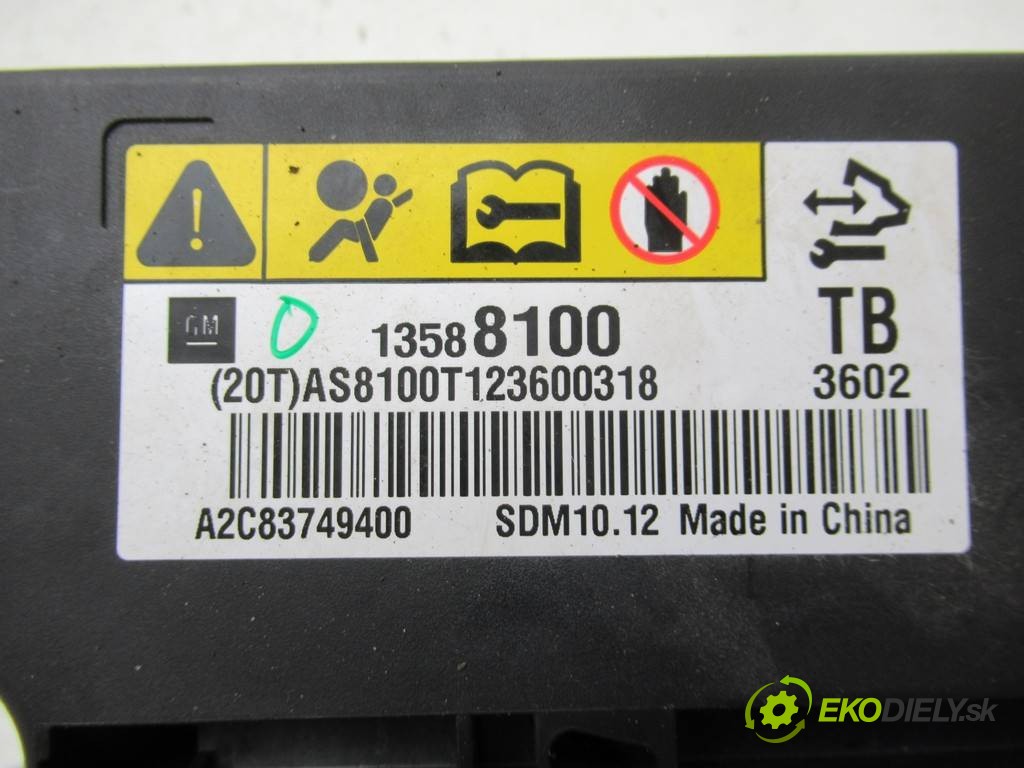 GM
13588100
TB
(20T)AS8100T123600318
3602
A2C83749400 SDM10.12 Made in China
EKODIELY.sk